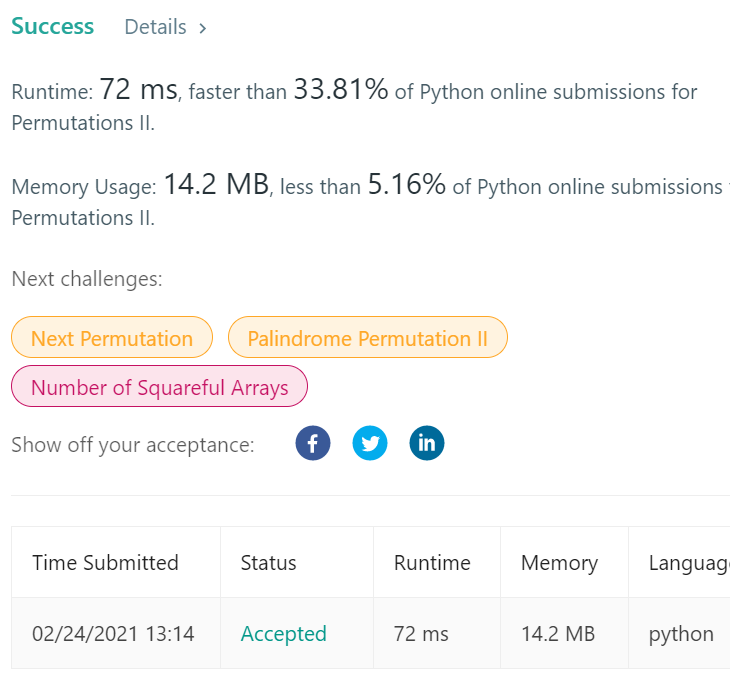 Success Details >
Runtime: 72 ms, faster than 33.81% of Python online submissions for
Permutations II.
Memory Usage: 14.2 MB, less than 5.16% of Python online submissions
Permutations II.
Next challenges:
Next Permutation Palindrome Permutation II
Number of Squareful Arrays
Show off your acceptance: f in
Time Submitted Status Runtime Memory Languag
02/24/2021 13:14 Accepted 72 ms 14.2 MB python